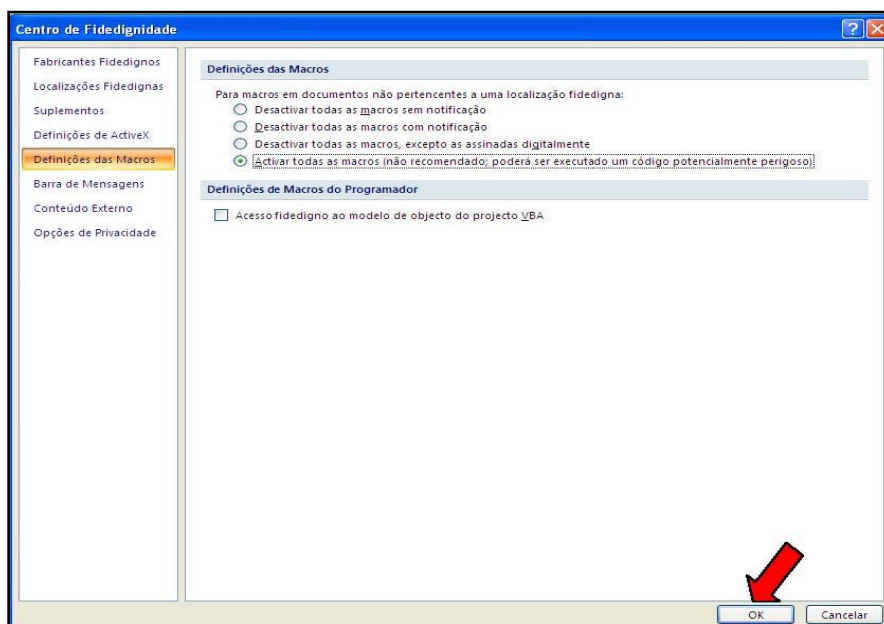 Centro de Fidedignidade
Fabricantes Fidedignos
Localizações Fidedignas
Suplementos
Definições de ActiveX
Definições das Macros
Barra de Mensagens
Conteúdo Externo
Opções de Privacidade
Definições das Macros
Para macros em documentos não pertencentes a uma localização fidedigna:
Desactivar todas as macros sem notificação
Desactivar todas as macros com notificação
Desactivar todas as macros, excepto as assinadas digitalmente
Activar todas as macros (não recomendado; poderá ser executado um código potencialmente perigoso)
Definições de Macros do Programador
Acesso fidedigno ao modelo de objecto do projecto VBA
OK
Cancelar